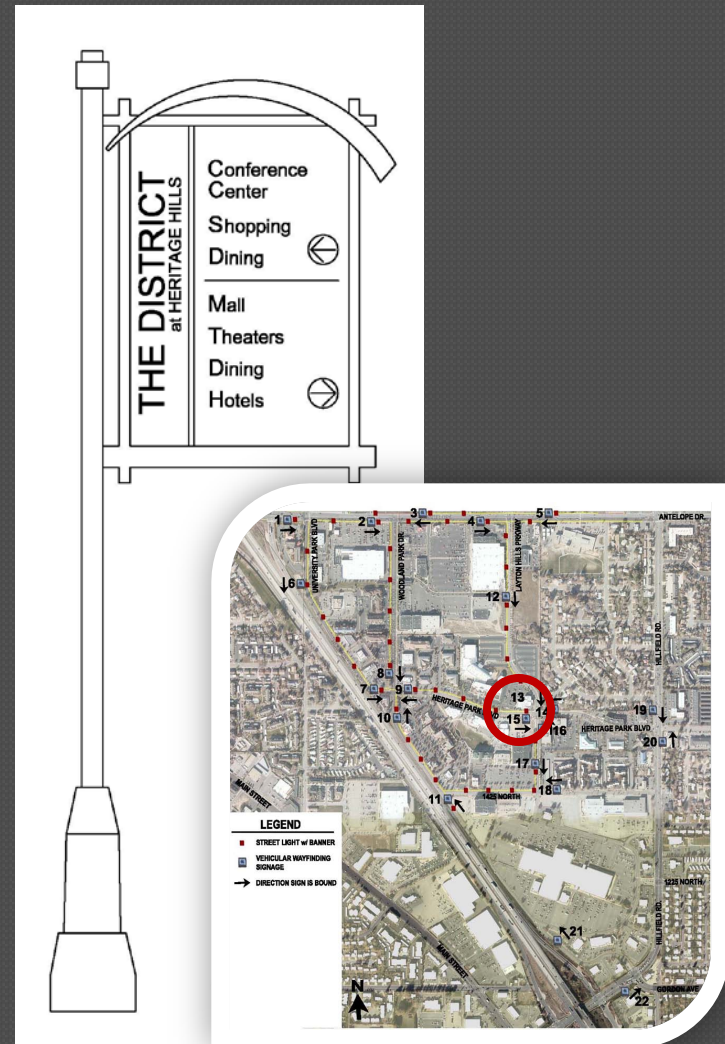 THE DISTRICT
at HERITAGE HILLS
Conference
Center
Shopping
Dining
Mall
Theaters
Dining
Hotels
1
2
3
4
5
ANTELOPE DR.
UNIVERSITY PARK BLVD
WOODLAND PARK DR.
LAYTON HILLS PRKWAY
HILLFIELD RD.
6
12
7
8
9
10
HERITAGE PARK BLVD
13
14
15
16
HERITAGE PARK BLVD
19
20
17
18
11
1425 NORTH
MAIN STREET
LEGEND
STREET LIGHT w/ BANNER
VEHICULAR WAYFINDING
SIGNAGE
DIRECTION SIGN IS BOUND
1225 NORTH
HILLFIELD RD.
21
MAIN STREET
N
GORDON AVE
22